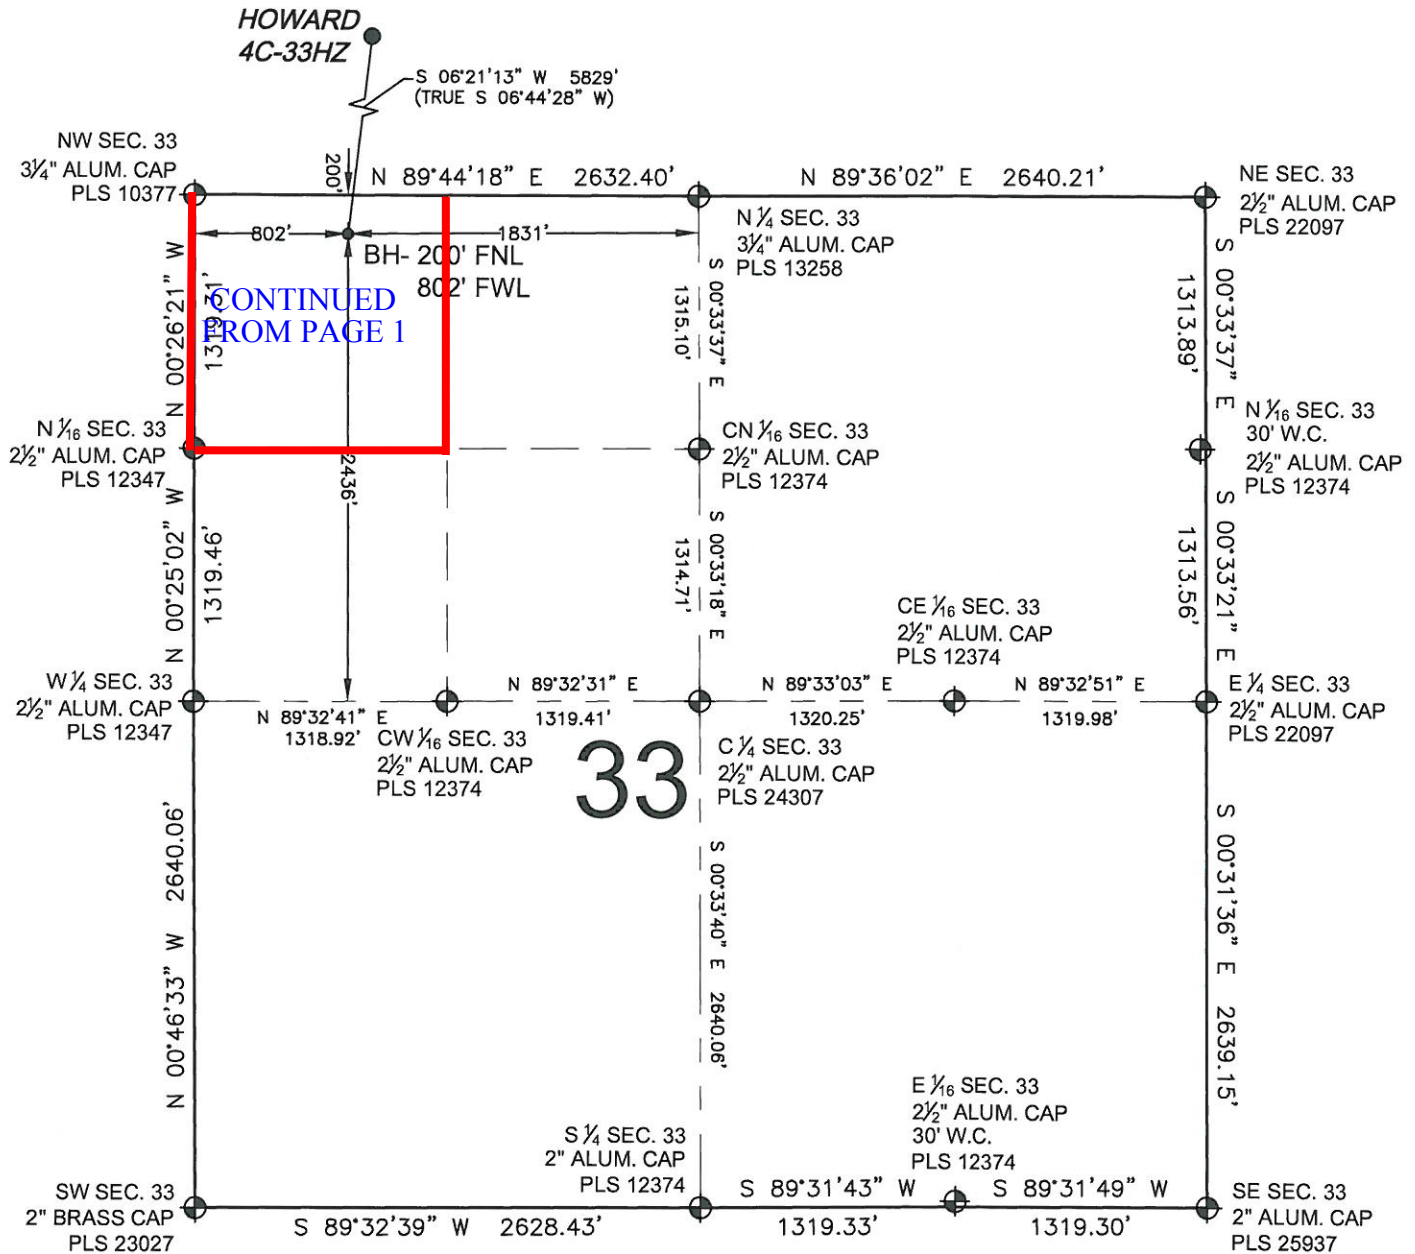 HOWARD
4C-33HZ
S 06°21'13" W 5829'
(TRUE S 06°44'28" W)
NW SEC. 33
3¼" ALUM. CAP
PLS 10377
200'
N 89°44'18" E 2632.40'
N 89°36'02" E 2640.21'
NE SEC. 33
2½" ALUM. CAP
PLS 22097
802'
1831'
N ¼ SEC. 33
3¼" ALUM. CAP
PLS 13258
BH- 200' FNL
802' FWL
CONTINUED
FROM PAGE 1
N 00°26'21" W
1319.31'
S 00°33'37" E
1315.10'
S 00°33'37" E
1313.89'
N 1⁄16 SEC. 33
2½" ALUM. CAP
PLS 12347
2436'
CN 1⁄16 SEC. 33
2½" ALUM. CAP
PLS 12374
N 1⁄16 SEC. 33
30' W.C.
2½" ALUM. CAP
PLS 12374
N 00°25'02" W
1319.46'
S 00°33'18" E
1314.71'
S 00°33'21" E
1313.56'
CE 1⁄16 SEC. 33
2½" ALUM. CAP
PLS 12374
W ¼ SEC. 33
2½" ALUM. CAP
PLS 12347
N 89°32'41" E
1318.92'
N 89°32'31" E
1319.41'
N 89°33'03" E
1320.25'
N 89°32'51" E
1319.98'
E ¼ SEC. 33
2½" ALUM. CAP
PLS 22097
CW 1⁄16 SEC. 33
2½" ALUM. CAP
PLS 12374
33
C ¼ SEC. 33
2½" ALUM. CAP
PLS 24307
N 00°46'33" W 2640.06'
S 00°33'40" E 2640.06'
S 00°31'36" E 2639.15'
E 1⁄16 SEC. 33
2½" ALUM. CAP
30' W.C.
PLS 12374
S ¼ SEC. 33
2" ALUM. CAP
PLS 12374
SW SEC. 33
2" BRASS CAP
PLS 23027
S 89°32'39" W 2628.43'
S 89°31'43" W
1319.33'
S 89°31'49" W
1319.30'
SE SEC. 33
2" ALUM. CAP
PLS 25937